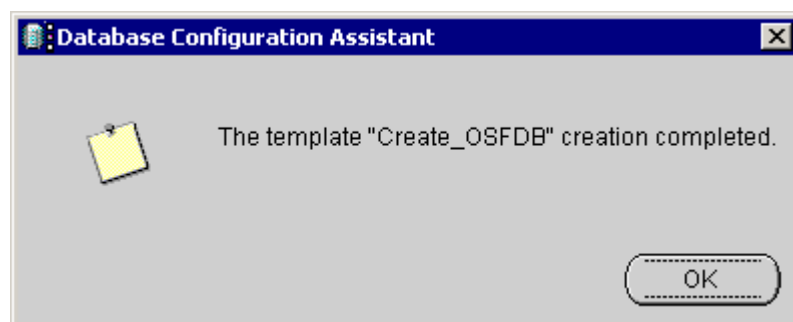 Database Configuration Assistant
The template "Create_OSFDB" creation completed.
OK